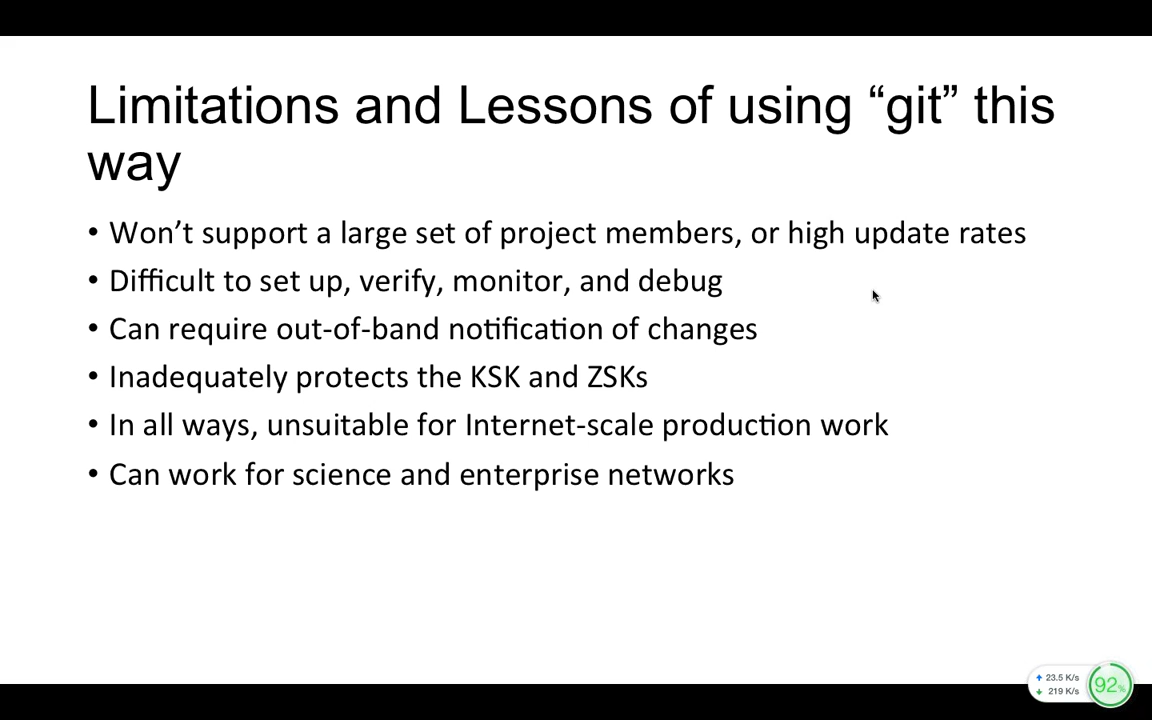 Limitations and Lessons of using “git” this
way
• Won’t support a large set of project members, or high update rates
• Difficult to set up, verify, monitor, and debug
• Can require out-of-band notification of changes
• Inadequately protects the KSK and ZSKs
• In all ways, unsuitable for Internet-scale production work
• Can work for science and enterprise networks
23.5 K/s
219 K/s
92%